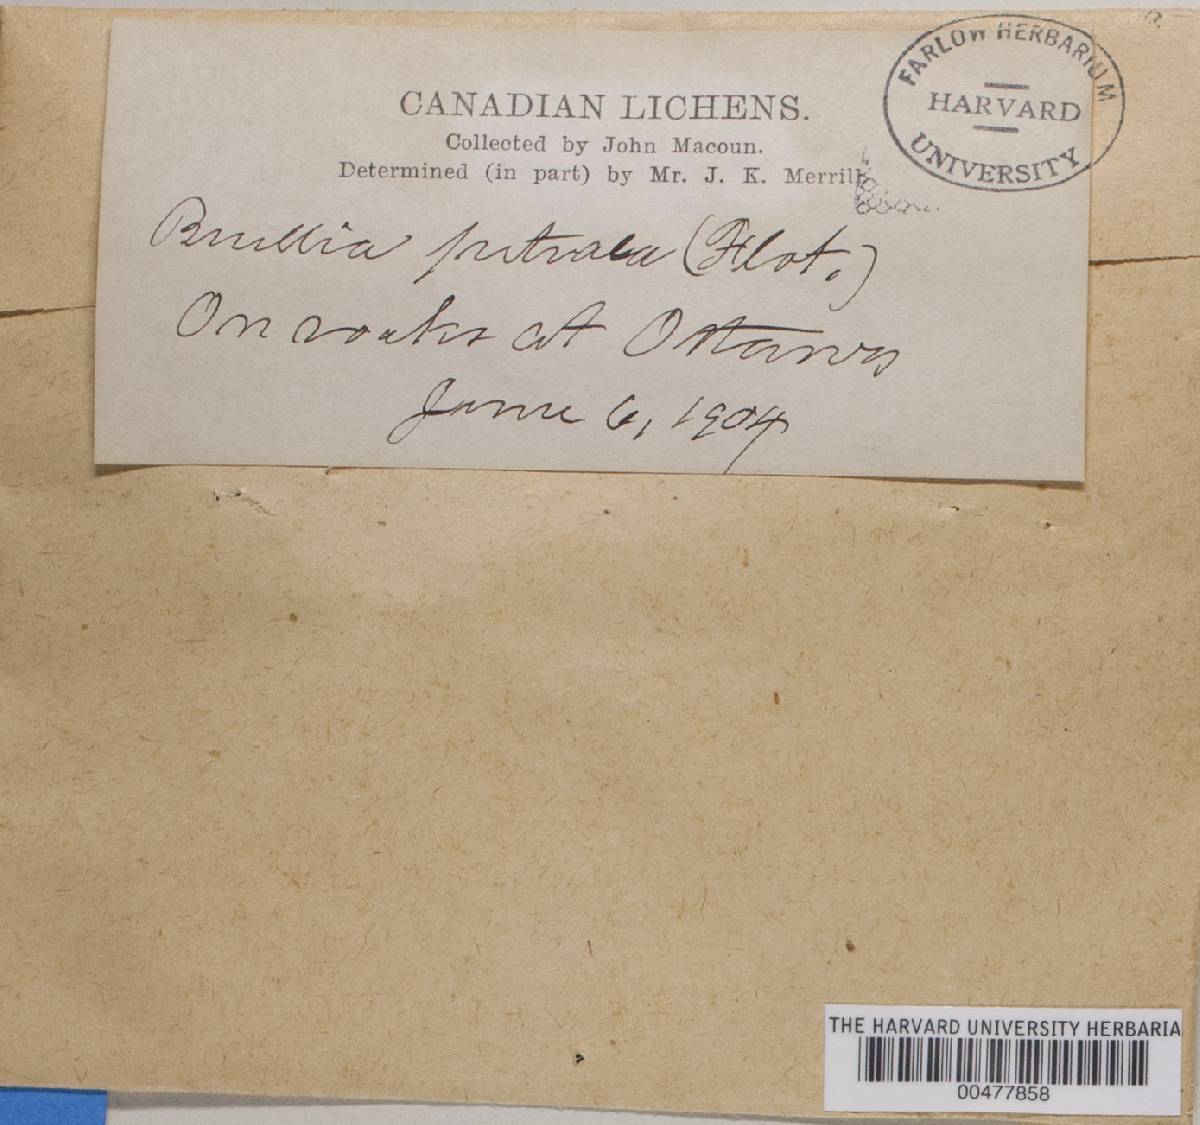 CANADIAN LICHENS.
Collected by John Macoun.
Determined (in part) by Mr. J. K. Merrill.
Buellia petraea (Flot.)
On rocks at Ottawa
June 6, 1904
FARLOW HERBARIUM
HARVARD
UNIVERSITY
THE HARVARD UNIVERSITY HERBARIA
00477858